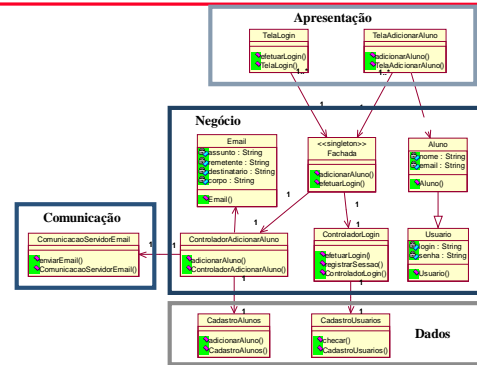 Apresentação
TelaLogin
efetuarLogin()
TelaLogin()
1..*
TelaAdicionarAluno
adicionarAluno()
TelaAdicionarAluno()
1..*
1
1
Negócio
Email
assunto : String
remetente : String
destinatario : String
corpo : String
Email()
<<singleton>>
Fachada
adicionarAluno()
efetuarLogin()
Aluno
nome : String
email : String
Aluno()
1
1
1
1
Comunicação
ComunicacaoServidorEmail
enviarEmail()
ComunicacaoServidorEmail()
1
1
ControladorAdicionarAluno
adicionarAluno()
ControladorAdicionarAluno()
ControladorLogin
efetuarLogin()
registrarSessao()
ControladorLogin()
Usuario
login : String
senha : String
Usuario()
1
1
1
1
CadastroAlunos
adicionarAluno()
CadastroAlunos()
CadastroUsuarios
checar()
CadastroUsuarios()
Dados